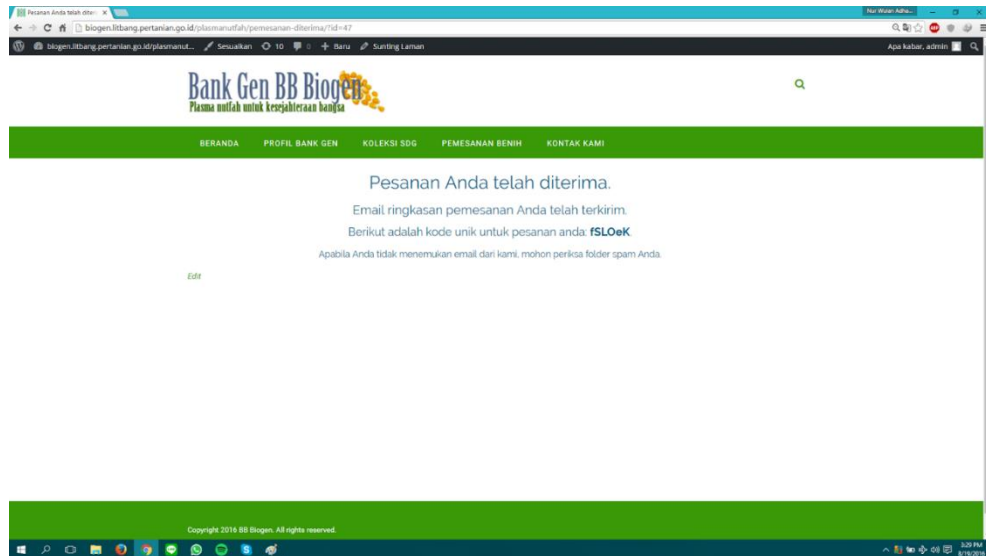 Pesanan Anda telah diter
biogen.litbang.pertanian.go.id/plasmanutfah/pemesanan-diterima/?id=47
biogen.litbang.pertanian.go.id/plasmanut... Sesuaikan 10 0 + Baru Sunting Laman Apa kabar, admin
Bank Gen BB Biogen
Plasma nutfah untuk kesejahteraan bangsa
BERANDA PROFIL BANK GEN KOLEKSI SDG PEMESANAN BENIH KONTAK KAMI
Pesanan Anda telah diterima.
Email ringkasan pemesanan Anda telah terkirim.
Berikut adalah kode unik untuk pesanan anda: fSLOeK
Apabila Anda tidak menemukan email dari kami, mohon periksa folder spam Anda.
Edit
Copyright 2016 BB Biogen. All rights reserved.
3:29 PM
8/19/2016